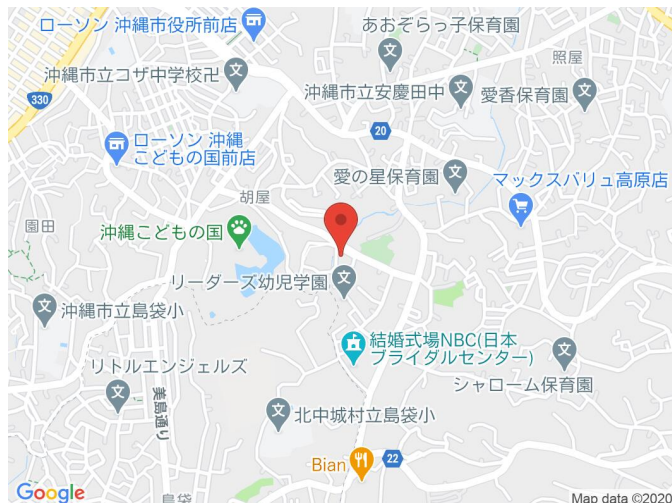 ローソン 沖縄
市役所前店
あおぞらっ子保育園
照屋
沖縄市立コザ中学校卍
沖縄市立安慶田中
愛香保育園
330
20
ローソン 沖縄
こどもの国前店
愛の星保育園
マックスバリュ高原店
胡屋
園田
沖縄こどもの国
リーダーズ幼児学園
沖縄市立島袋小
結婚式場NBC(日本
ブライダルセンター)
リトルエンジェルズ
シャローム保育園
美島通り
北中城村立島袋小
Bian
22
島袋
Google
Map data ©2020